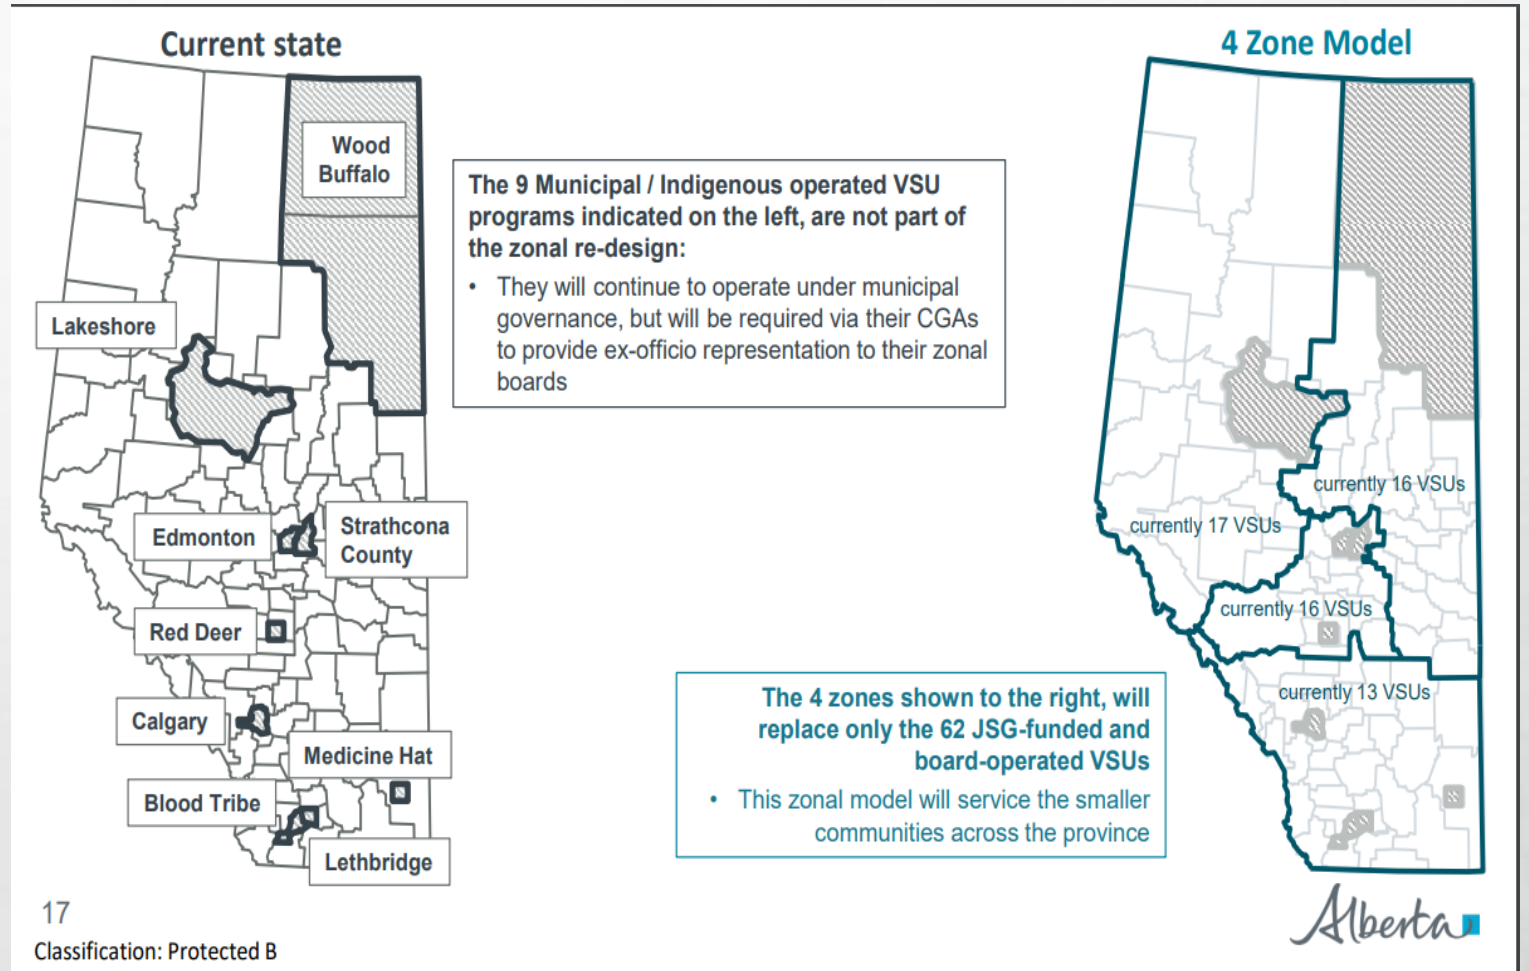 Current state
4 Zone Model
Wood
Buffalo
The 9 Municipal / Indigenous operated VSU
programs indicated on the left, are not part of
the zonal re-design:
• They will continue to operate under municipal
governance, but will be required via their CGAs
to provide ex-officio representation to their zonal
boards
Lakeshore
Edmonton
Strathcona
County
Red Deer
Calgary
Medicine Hat
Blood Tribe
Lethbridge
currently 16 VSUs
currently 17 VSUs
currently 16 VSUs
currently 13 VSUs
The 4 zones shown to the right, will
replace only the 62 JSG-funded and
board-operated VSUs
• This zonal model will service the smaller
communities across the province
17
Classification: Protected B
Alberta